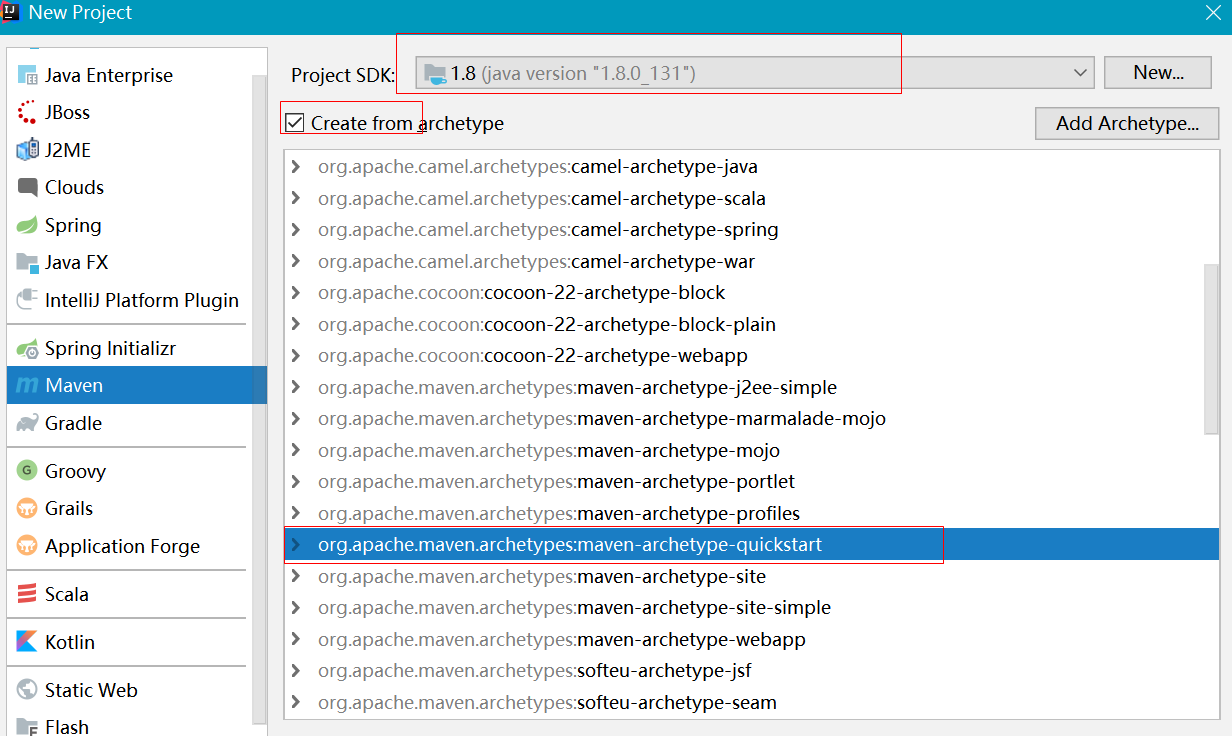 IJ New Project
Java Enterprise
JBoss
J2ME
Clouds
Spring
Java FX
IntelliJ Platform Plugin
Spring Initializr
m Maven
Gradle
G Groovy
Grails
Application Forge
Scala
Kotlin
Static Web
F Flash
Project SDK: 1.8 (java version "1.8.0_131") New...
Create from archetype Add Archetype...
org.apache.camel.archetypes:camel-archetype-java
org.apache.camel.archetypes:camel-archetype-scala
org.apache.camel.archetypes:camel-archetype-spring
org.apache.camel.archetypes:camel-archetype-war
org.apache.cocoon:cocoon-22-archetype-block
org.apache.cocoon:cocoon-22-archetype-block-plain
org.apache.cocoon:cocoon-22-archetype-webapp
org.apache.maven.archetypes:maven-archetype-j2ee-simple
org.apache.maven.archetypes:maven-archetype-marmalade-mojo
org.apache.maven.archetypes:maven-archetype-mojo
org.apache.maven.archetypes:maven-archetype-portlet
org.apache.maven.archetypes:maven-archetype-profiles
org.apache.maven.archetypes:maven-archetype-quickstart
org.apache.maven.archetypes:maven-archetype-site
org.apache.maven.archetypes:maven-archetype-site-simple
org.apache.maven.archetypes:maven-archetype-webapp
org.apache.maven.archetypes:softeu-archetype-jsf
org.apache.maven.archetypes:softeu-archetype-seam